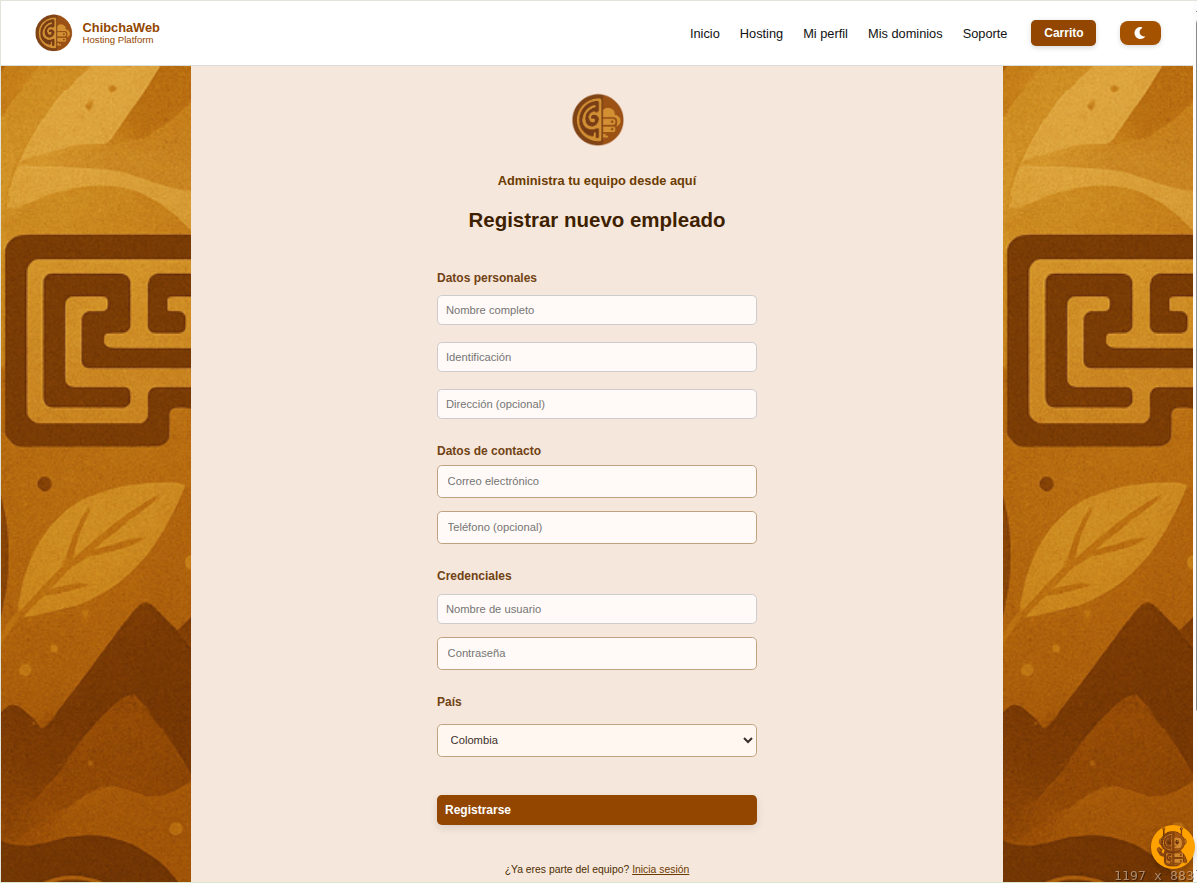 ChibchaWeb
Hosting Platform
Inicio Hosting Mi perfil Mis dominios Soporte Carrito
Administra tu equipo desde aquí
Registrar nuevo empleado
Datos personales
Nombre completo
Identificación
Dirección (opcional)
Datos de contacto
Correo electrónico
Teléfono (opcional)
Credenciales
Nombre de usuario
Contraseña
País
Colombia
Registrarse
¿Ya eres parte del equipo? Inicia sesión
1197 x 883